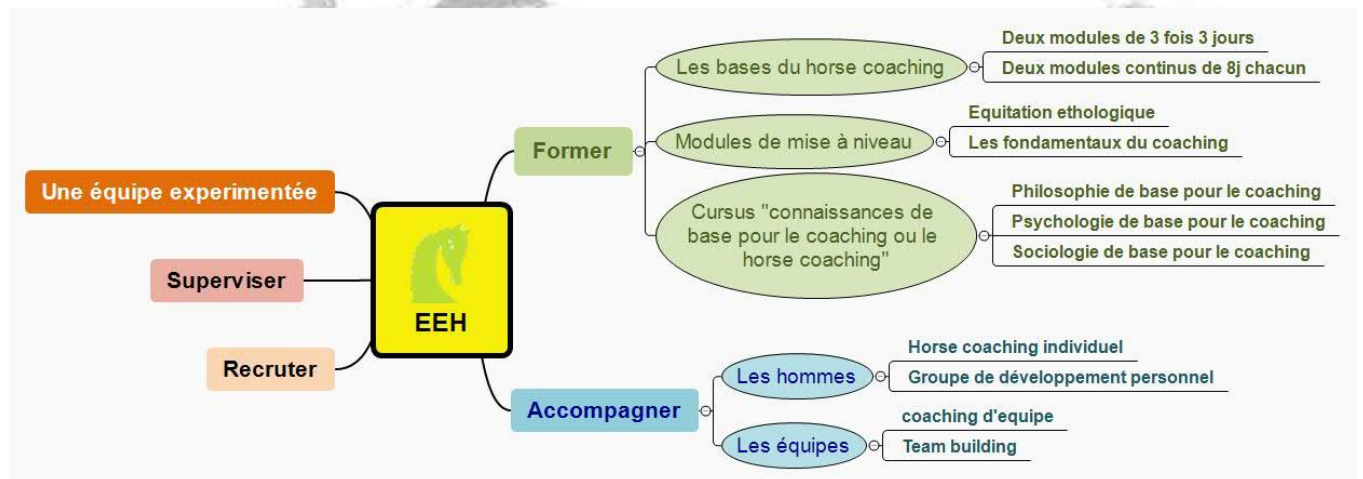 Une équipe experimentée
Superviser
Recruter
EEH
Former
Les bases du horse coaching
Deux modules de 3 fois 3 jours
Deux modules continus de 8j chacun
Modules de mise à niveau
Equitation ethologique
Les fondamentaux du coaching
Cursus "connaissances de
base pour le coaching ou le
horse coaching"
Philosophie de base pour le coaching
Psychologie de base pour le coaching
Sociologie de base pour le coaching
Accompagner
Les hommes
Horse coaching individuel
Groupe de développement personnel
Les équipes
coaching d'equipe
Team building